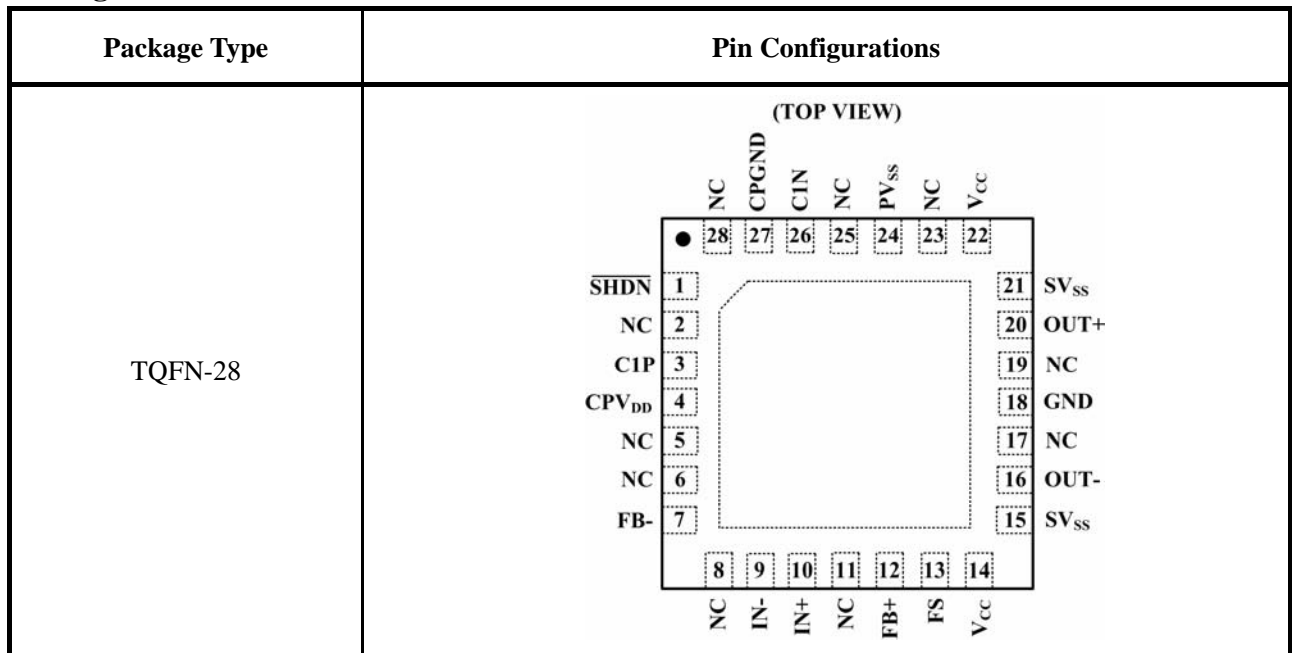 Package Type
Pin Configurations
TQFN-28
(TOP VIEW)
NC
CPGND
C1N
NC
PVSS
NC
VCC
28 27 26 25 24 23 22
SHDN 1
NC 2
C1P 3
CPVDD 4
NC 5
NC 6
FB- 7
21 SVSS
20 OUT+
19 NC
18 GND
17 NC
16 OUT-
15 SVSS
8 9 10 11 12 13 14
NC
IN-
IN+
NC
FB+
FS
VCC